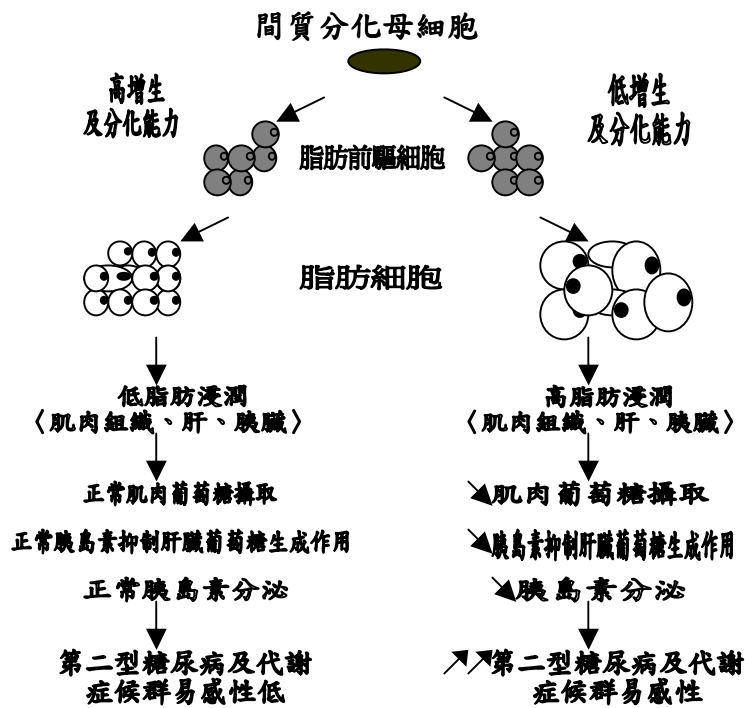 間質分化母細胞
高增生
及分化能力
低增生
及分化能力
脂肪前驅細胞
脂肪細胞
低脂肪浸潤
〈肌肉組織、肝、胰臟〉
高脂肪浸潤
〈肌肉組織、肝、胰臟〉
正常肌肉葡萄糖攝取
↘肌肉葡萄糖攝取
正常胰島素抑制肝臟葡萄糖生成作用
↘胰島素抑制肝臟葡萄糖生成作用
正常胰島素分泌
↘胰島素分泌
第二型糖尿病及代謝
症候群易感性低
↗↗第二型糖尿病及代謝
症候群易感性